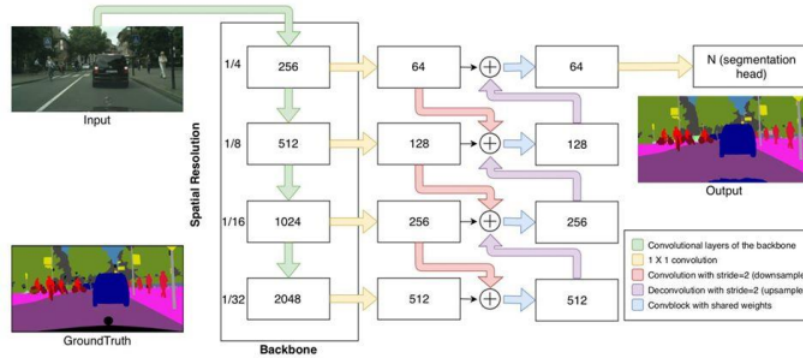 Input
GroundTruth
Spatial Resolution
Backbone
1/4
256
64
64
N (segmentation
head)
1/8
512
128
128
Output
1/16
1024
256
256
1/32
2048
512
512
Convolutional layers of the backbone
1 X 1 convolution
Convolution with stride=2 (downsample
Deconvolution with stride=2 (upsample
Convblock with shared weights